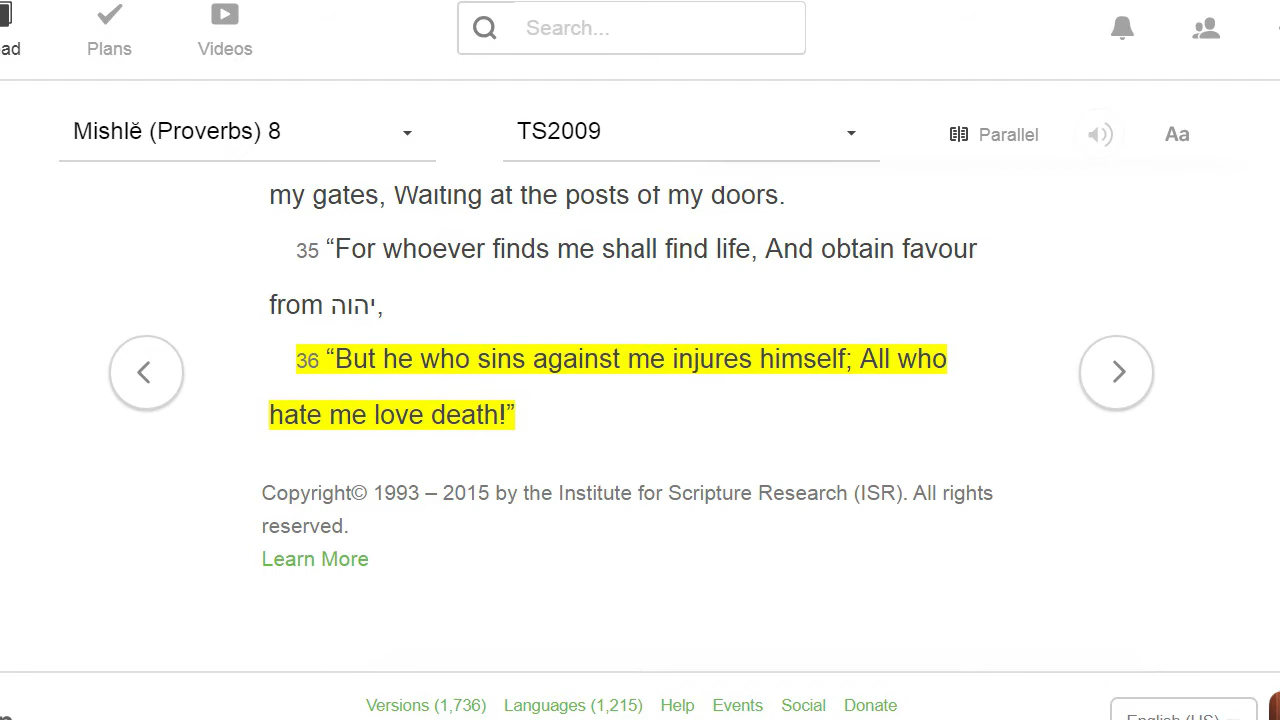 ad
Plans
Videos
Search...
Mishlě (Proverbs) 8
TS2009
Parallel
Aa
my gates, Waiting at the posts of my doors.
35 “For whoever finds me shall find life, And obtain favour
from יהוה,
36 “But he who sins against me injures himself; All who
hate me love death!”
Copyright© 1993 – 2015 by the Institute for Scripture Research (ISR). All rights
reserved.
Learn More
Versions (1,736) Languages (1,215) Help Events Social Donate
English (US)